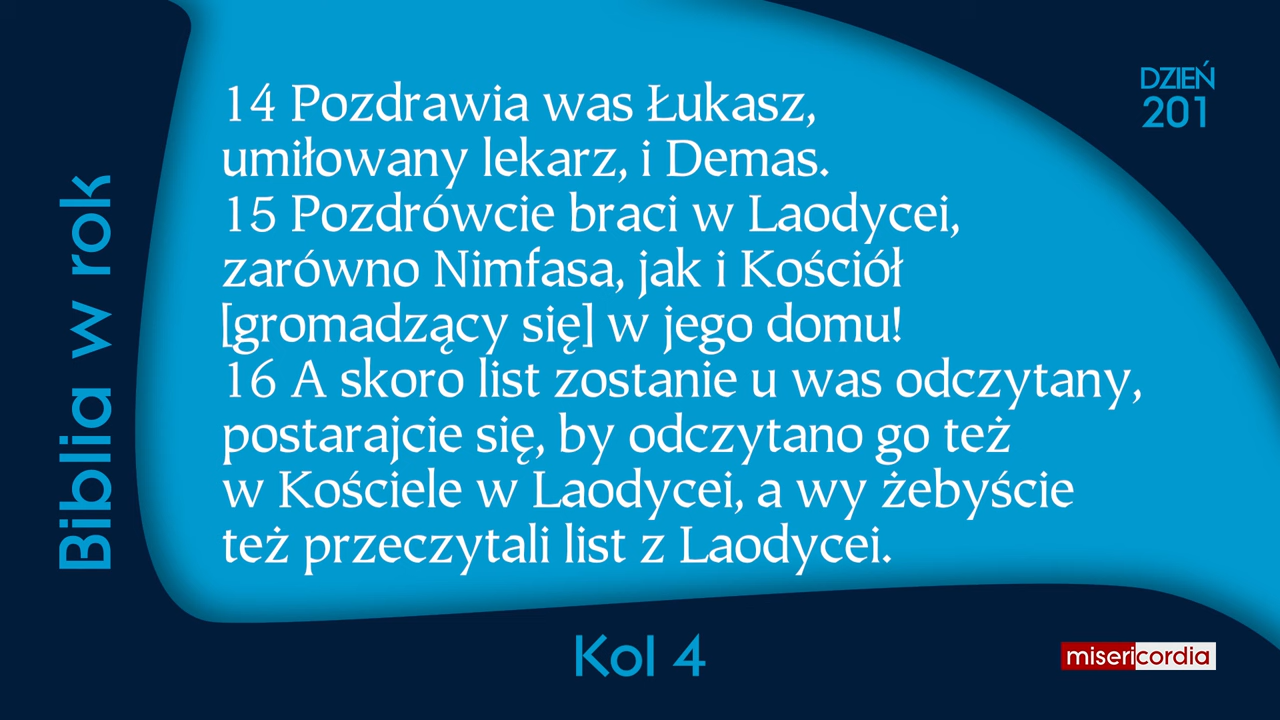 DZIEŃ
201
14 Pozdrawia was Łukasz,
umiłowany lekarz, i Demas.
15 Pozdrówcie braci w Laodycei,
zarówno Nimfasa, jak i Kościół
[gromadzący się] w jego domu!
16 A skoro list zostanie u was odczytany,
postarajcie się, by odczytano go też
w Kościele w Laodycei, a wy żebyście
też przeczytali list z Laodycei.
Biblia w rok
Kol 4
misericordia